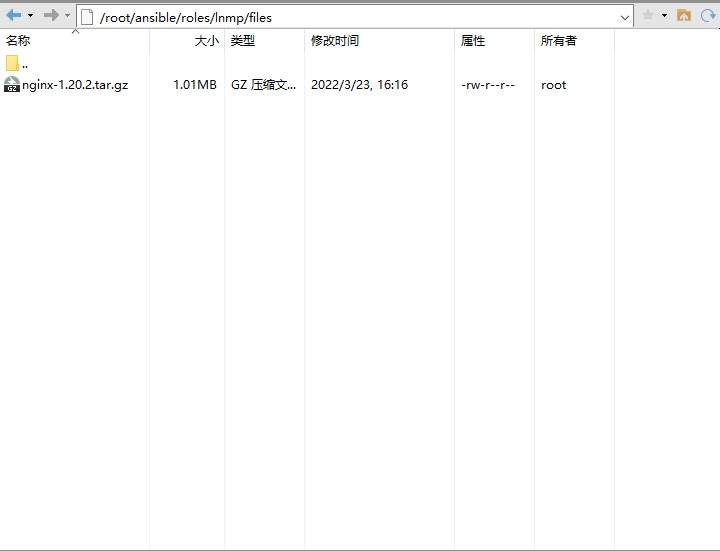 /root/ansible/roles/lnmp/files
名称 大小 类型 修改时间 属性 所有者
..
GZ nginx-1.20.2.tar.gz 1.01MB GZ 压缩文... 2022/3/23, 16:16 -rw-r--r-- root